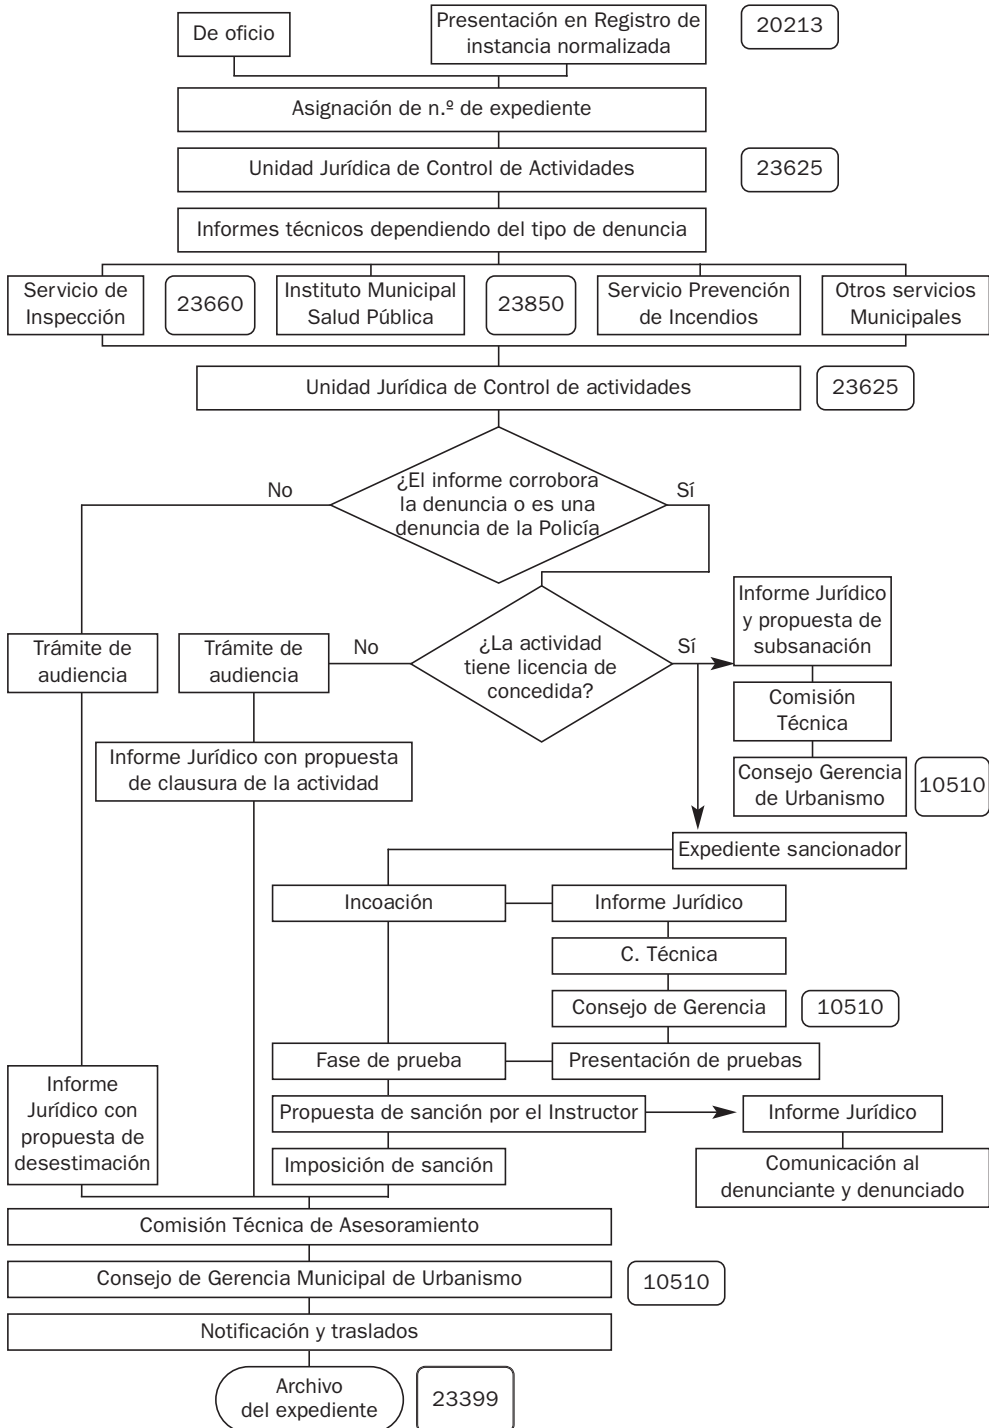 De oficio
Presentación en Registro de
instancia normalizada
20213
Asignación de n.º de expediente
Unidad Jurídica de Control de Actividades
23625
Informes técnicos dependiendo del tipo de denuncia
Servicio de
Inspección
23660
Instituto Municipal
Salud Pública
23850
Servicio Prevención
de Incendios
Otros servicios
Municipales
Unidad Jurídica de Control de actividades
23625
¿El informe corrobora
la denuncia o es una
denuncia de la Policía
No
Sí
Trámite de
audiencia
Trámite de
audiencia
No
¿La actividad
tiene licencia de
concedida?
Sí
Informe Jurídico
y propuesta de
subsanación
Comisión
Técnica
Consejo Gerencia
de Urbanismo
10510
Informe Jurídico con propuesta
de clausura de la actividad
Expediente sancionador
Incoación
Informe Jurídico
C. Técnica
Consejo de Gerencia
10510
Fase de prueba
Presentación de pruebas
Informe
Jurídico con
propuesta de
desestimación
Propuesta de sanción por el Instructor
Informe Jurídico
Imposición de sanción
Comunicación al
denunciante y denunciado
Comisión Técnica de Asesoramiento
Consejo de Gerencia Municipal de Urbanismo
10510
Notificación y traslados
Archivo
del expediente
23399